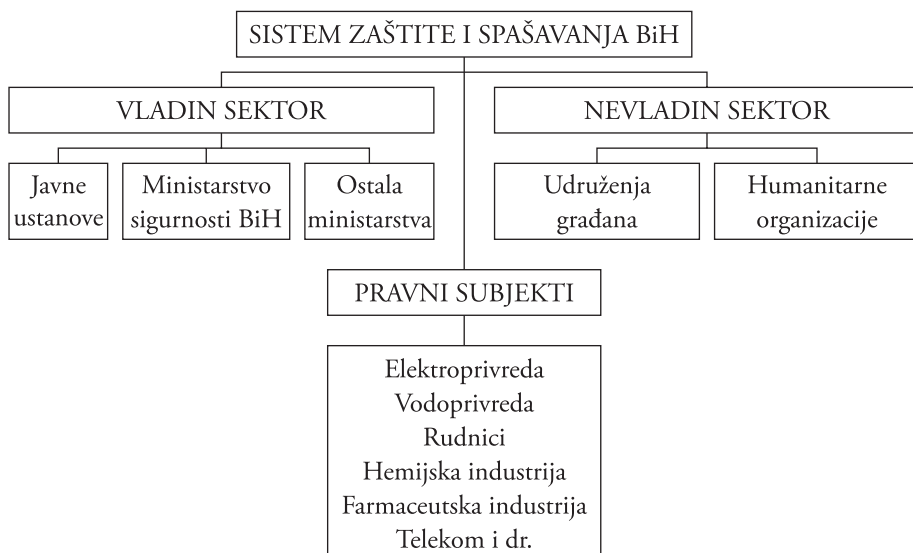 SISTEM ZAŠTITE I SPAŠAVANJA BiH
VLADIN SEKTOR
NEVLADIN SEKTOR
Javne
ustanove
Ministarstvo
sigurnosti BiH
Ostala
ministarstva
Udruženja
građana
Humanitarne
organizacije
PRAVNI SUBJEKTI
Elektroprivreda
Vodoprivreda
Rudnici
Hemijska industrija
Farmaceutska industrija
Telekom i dr.